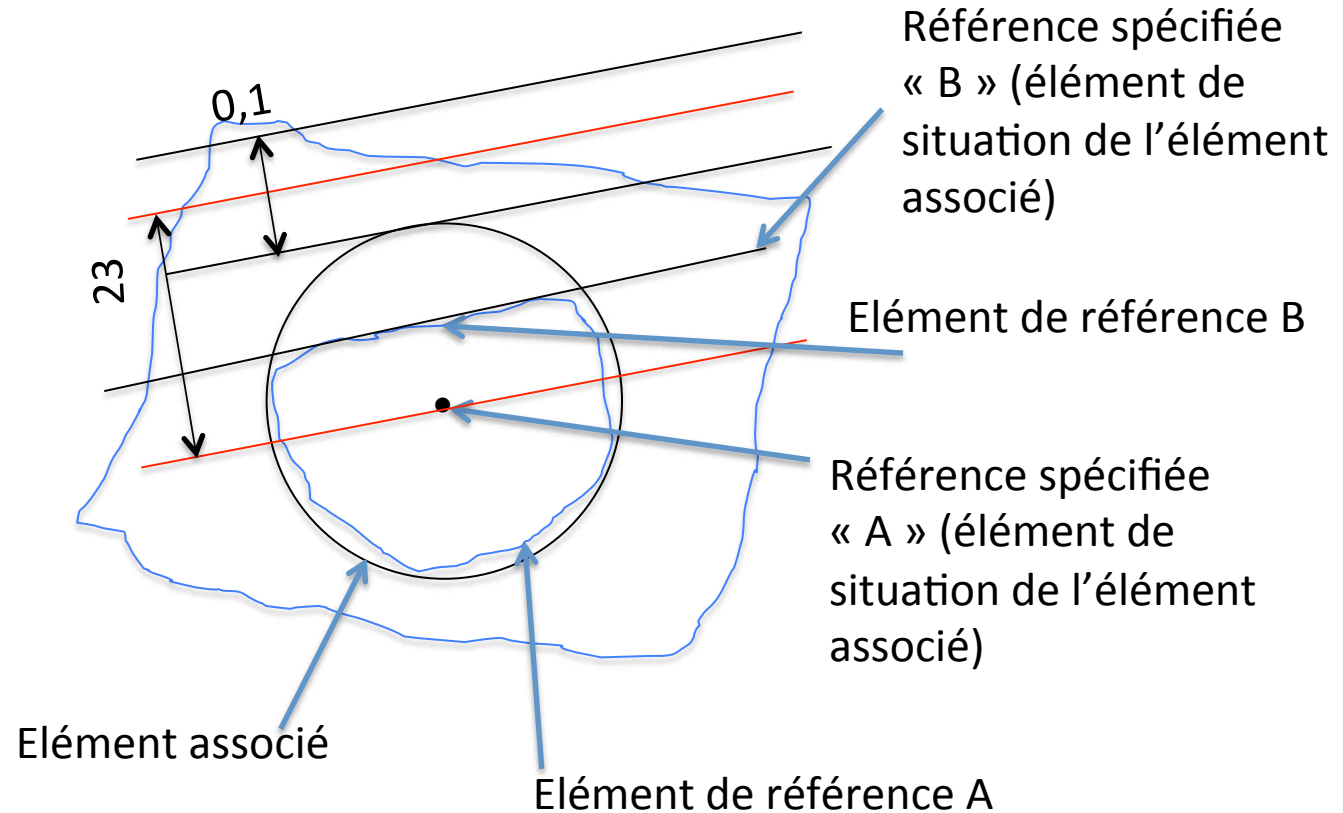 Référence spécifiée
« B » (élément de
situation de l'élément
associé)
0,1
23
Elément de référence B
Référence spécifiée
« A » (élément de
situation de l'élément
associé)
Elément associé
Elément de référence A